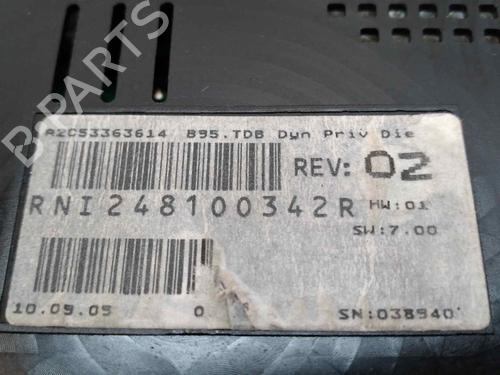 B-PARTS
A2C53363614 B95.TDB Dyn Priv Die
REV: 02
RNI248100342R HW:01
SW:7.00
10.09.05 0 SN:038940